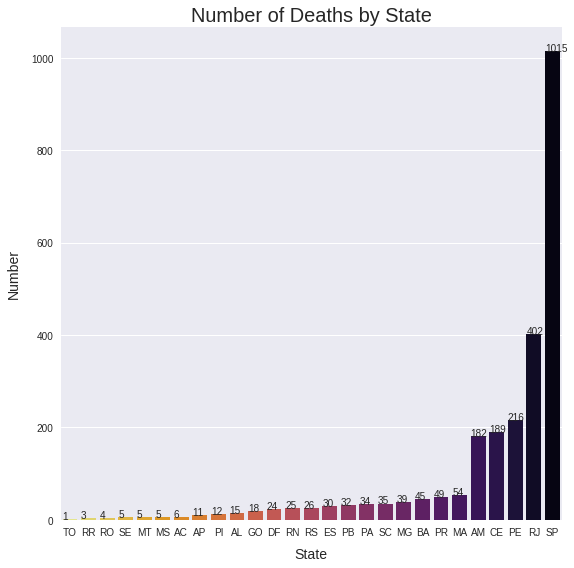 Number of Deaths by State
Number
1000
800
600
400
200
0
1 3 4 5 5 5 6 11 12 15 18 24 25 26 30 32 34 35 39 45 49 54 182 189 216 402 1015
TO RR RO SE MT MS AC AP PI AL GO DF RN RS ES PB PA SC MG BA PR MA AM CE PE RJ SP
State